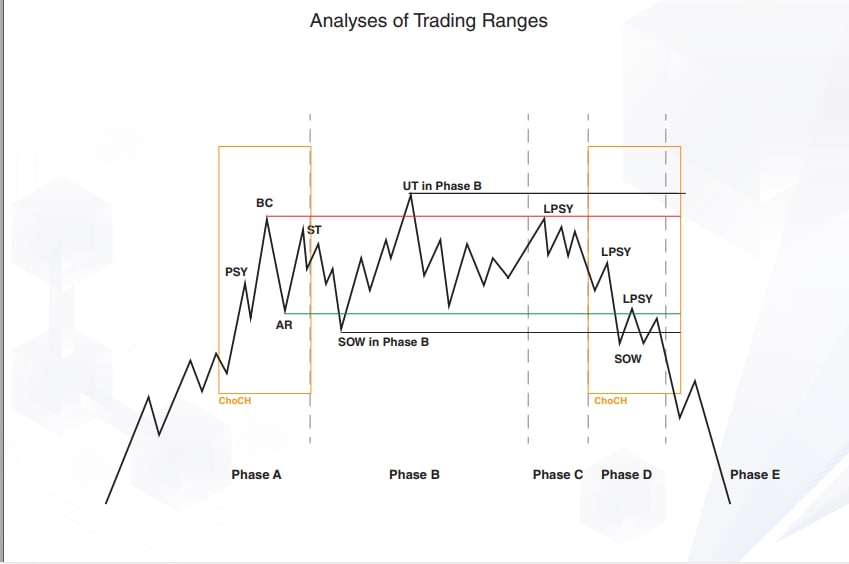 Analyses of Trading Ranges
UT in Phase B
BC
LPSY
ST
LPSY
PSY
LPSY
AR
SOW in Phase B
SOW
ChoCH
ChoCH
Phase A
Phase B
Phase C
Phase D
Phase E